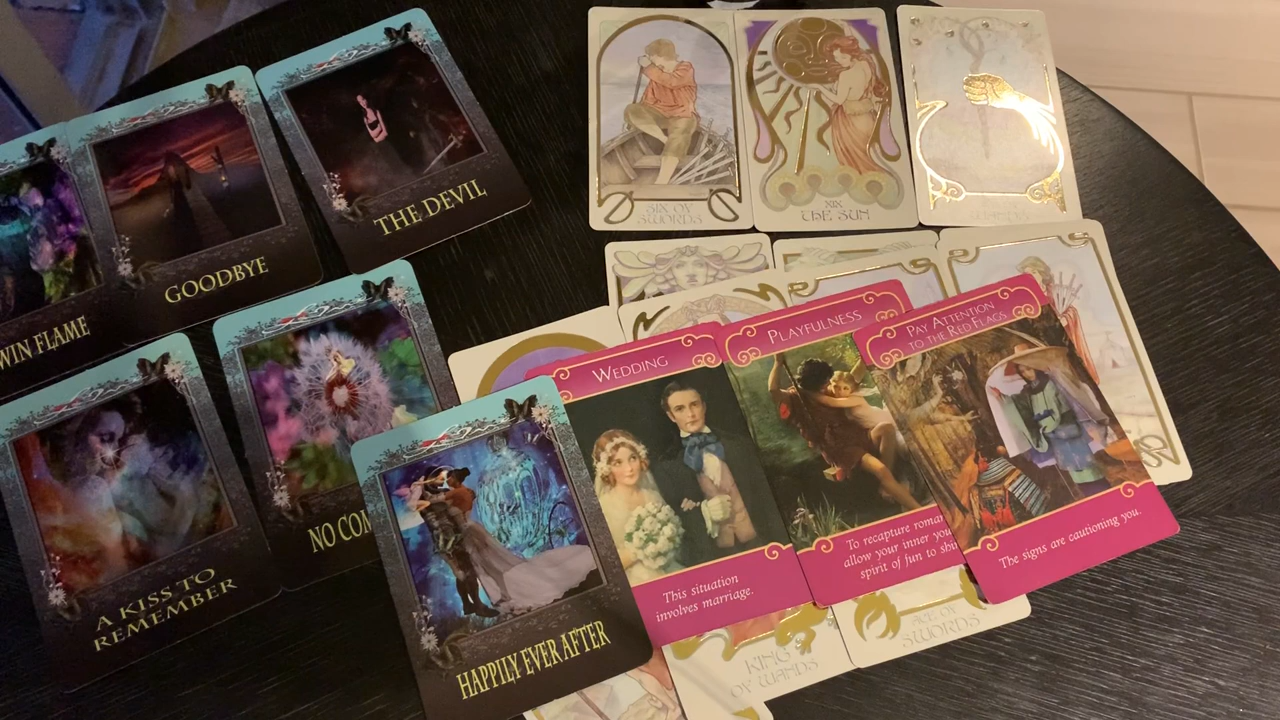 WIN FLAME
GOODBYE
THE DEVIL
A KISS TO
REMEMBER
NO COM
HAPPILY EVER AFTER
SIX OF
SWORDS
XIX
THE SUN
WEDDING
This situation
involves marriage.
PLAYFULNESS
To recapture roman
allow your inner you
spirit of fun to shi
PAY ATTENTION
TO THE RED FLAGS
The signs are cautioning you.
KING
OF WANDS
ACE OF
SWORDS